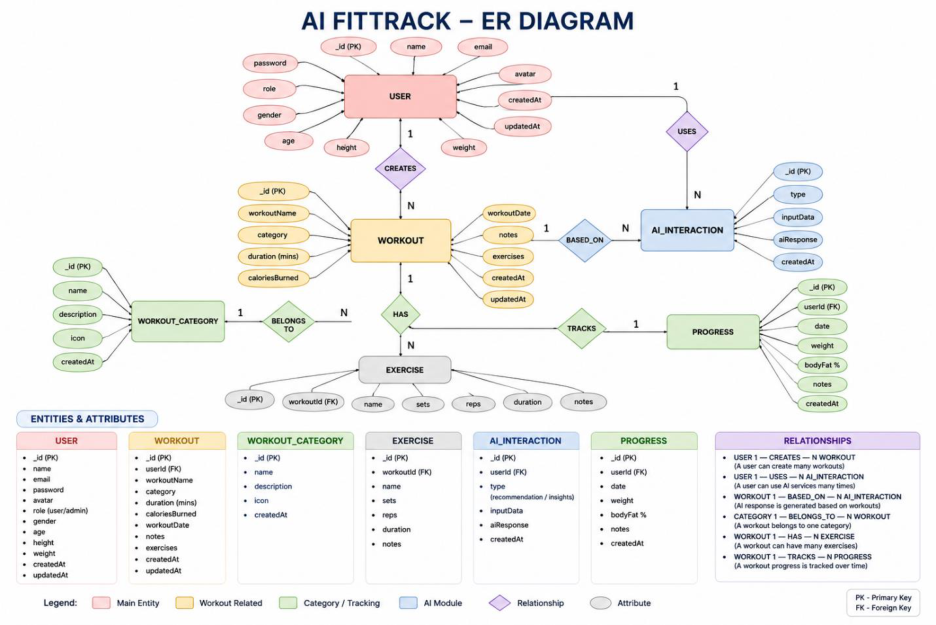 AI FITTRACK – ER DIAGRAM
_id (PK)
name
email
password
avatar
role
USER
createdAt
gender
updatedAt
age
height
weight
1
1
USES
CREATES
N
N
_id (PK)
workoutName
category
duration (mins)
caloriesBurned
WORKOUT
workoutDate
notes
exercises
createdAt
updatedAt
1
BASED_ON
N
AI_INTERACTION
_id (PK)
type
inputData
aiResponse
createdAt
_id (PK)
name
description
icon
createdAt
WORKOUT_CATEGORY
1
BELONGS
TO
N
1
HAS
N
TRACKS
1
PROGRESS
_id (PK)
userId (FK)
date
weight
bodyFat %
notes
createdAt
EXERCISE
_id (PK)
workoutId (FK)
name
sets
reps
duration
notes
ENTITIES & ATTRIBUTES
USER
• _id (PK)
• name
• email
• password
• avatar
• role (user/admin)
• gender
• age
• height
• weight
• createdAt
• updatedAt
WORKOUT
• _id (PK)
• userId (FK)
• workoutName
• category
• duration (mins)
• caloriesBurned
• workoutDate
• notes
• exercises
• createdAt
• updatedAt
WORKOUT_CATEGORY
• _id (PK)
• name
• description
• icon
• createdAt
EXERCISE
• _id (PK)
• workoutId (FK)
• name
• sets
• reps
• duration
• notes
AI_INTERACTION
• _id (PK)
• userId (FK)
• type
(recommendation / insights)
• inputData
• aiResponse
• createdAt
PROGRESS
• _id (PK)
• userId (FK)
• date
• weight
• bodyFat %
• notes
• createdAt
RELATIONSHIPS
• USER 1 — CREATES — N WORKOUT
(A user can create many workouts)
• USER 1 — USES — N AI_INTERACTION
(A user can use AI services many times)
• WORKOUT 1 — BASED_ON — N AI_INTERACTION
(AI response is generated based on workouts)
• CATEGORY 1 — BELONGS_TO — N WORKOUT
(A workout belongs to one category)
• WORKOUT 1 — HAS — N EXERCISE
(A workout can have many exercises)
• WORKOUT 1 — TRACKS — N PROGRESS
(A workout progress is tracked over time)
Legend:
Main Entity
Workout Related
Category / Tracking
AI Module
Relationship
Attribute
PK - Primary Key
FK - Foreign Key